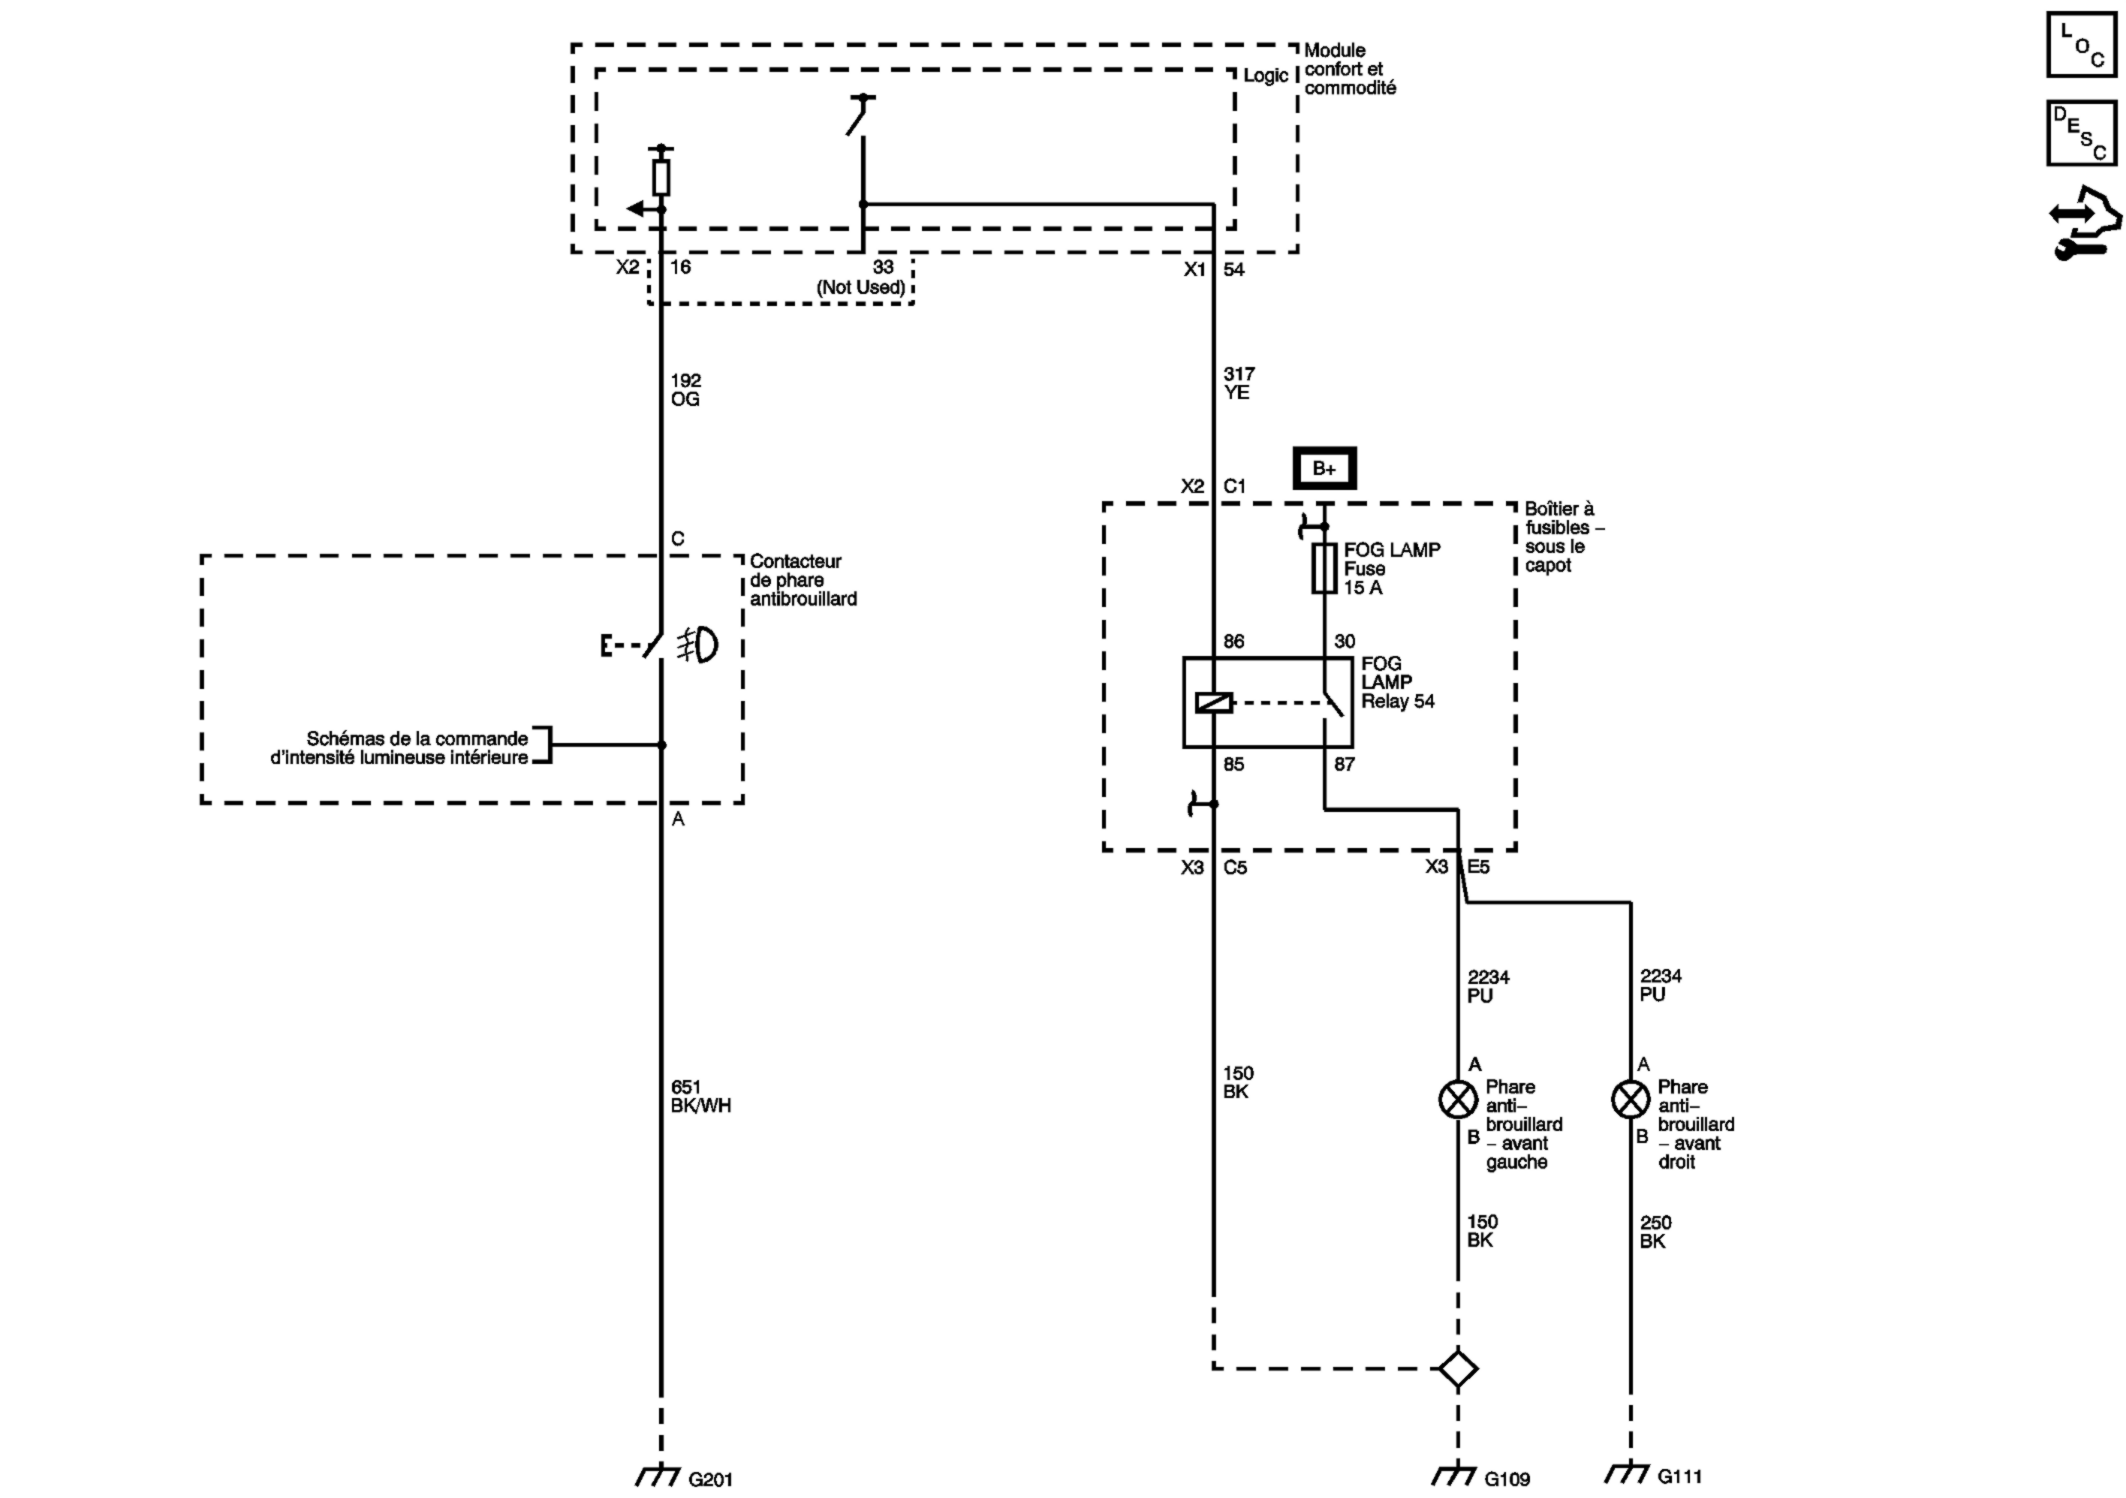 L
O
C
D
E
S
C
Module
confort et
commodité
Logic
X2
16
33
(Not Used)
X1
54
192
OG
317
YE
B+
X2
C1
Boîtier à
fusibles –
sous le
capot
FOG LAMP
Fuse
15 A
C
Contacteur
de phare
antibrouillard
86
30
FOG
LAMP
Relay 54
Schémas de la commande
d'intensité lumineuse intérieure
85
87
A
X3
C5
X3
E5
2234
PU
2234
PU
651
BK/WH
150
BK
A
Phare
anti–
brouillard
– avant
gauche
B
A
Phare
anti–
brouillard
– avant
droit
B
150
BK
250
BK
G201
G109
G111